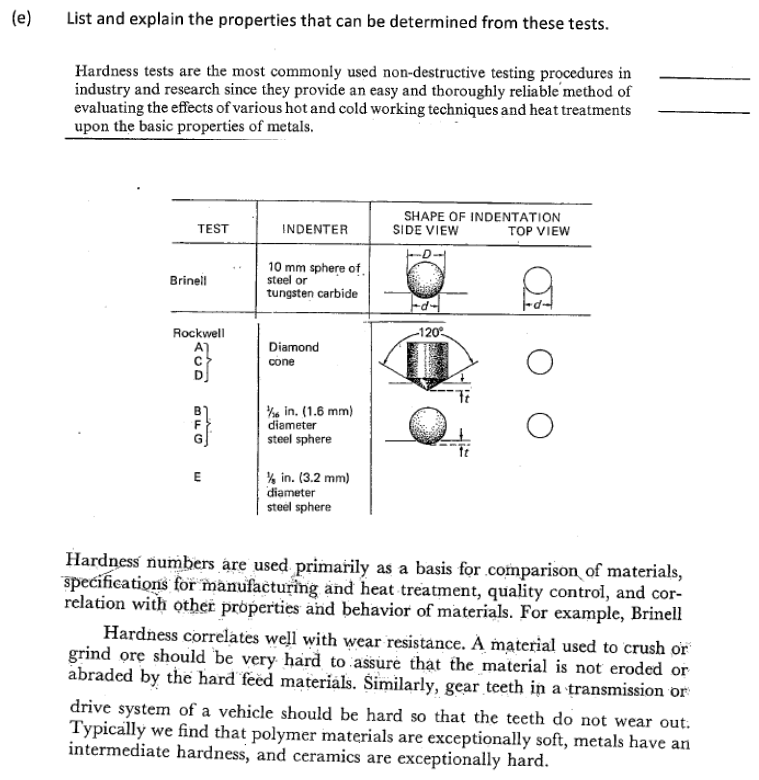 (e) List and explain the properties that can be determined from these tests.
Hardness tests are the most commonly used non-destructive testing procedures in
industry and research since they provide an easy and thoroughly reliable method of
evaluating the effects of various hot and cold working techniques and heat treatments
upon the basic properties of metals.
SHAPE OF INDENTATION
TEST INDENTER SIDE VIEW TOP VIEW
Brinell
10 mm sphere of
steel or
tungsten carbide
D
d
d
Rockwell
A
C
D
Diamond
cone
120°
t
B
F
G
1/16 in. (1.6 mm)
diameter
steel sphere
t
E
1/8 in. (3.2 mm)
diameter
steel sphere
Hardness numbers are used primarily as a basis for comparison of materials,
specifications for manufacturing and heat treatment, quality control, and cor-
relation with other properties and behavior of materials. For example, Brinell
Hardness correlates well with wear resistance. A material used to crush or
grind ore should be very hard to assure that the material is not eroded or
abraded by the hard feed materials. Similarly, gear teeth in a transmission or
drive system of a vehicle should be hard so that the teeth do not wear out.
Typically we find that polymer materials are exceptionally soft, metals have an
intermediate hardness, and ceramics are exceptionally hard.